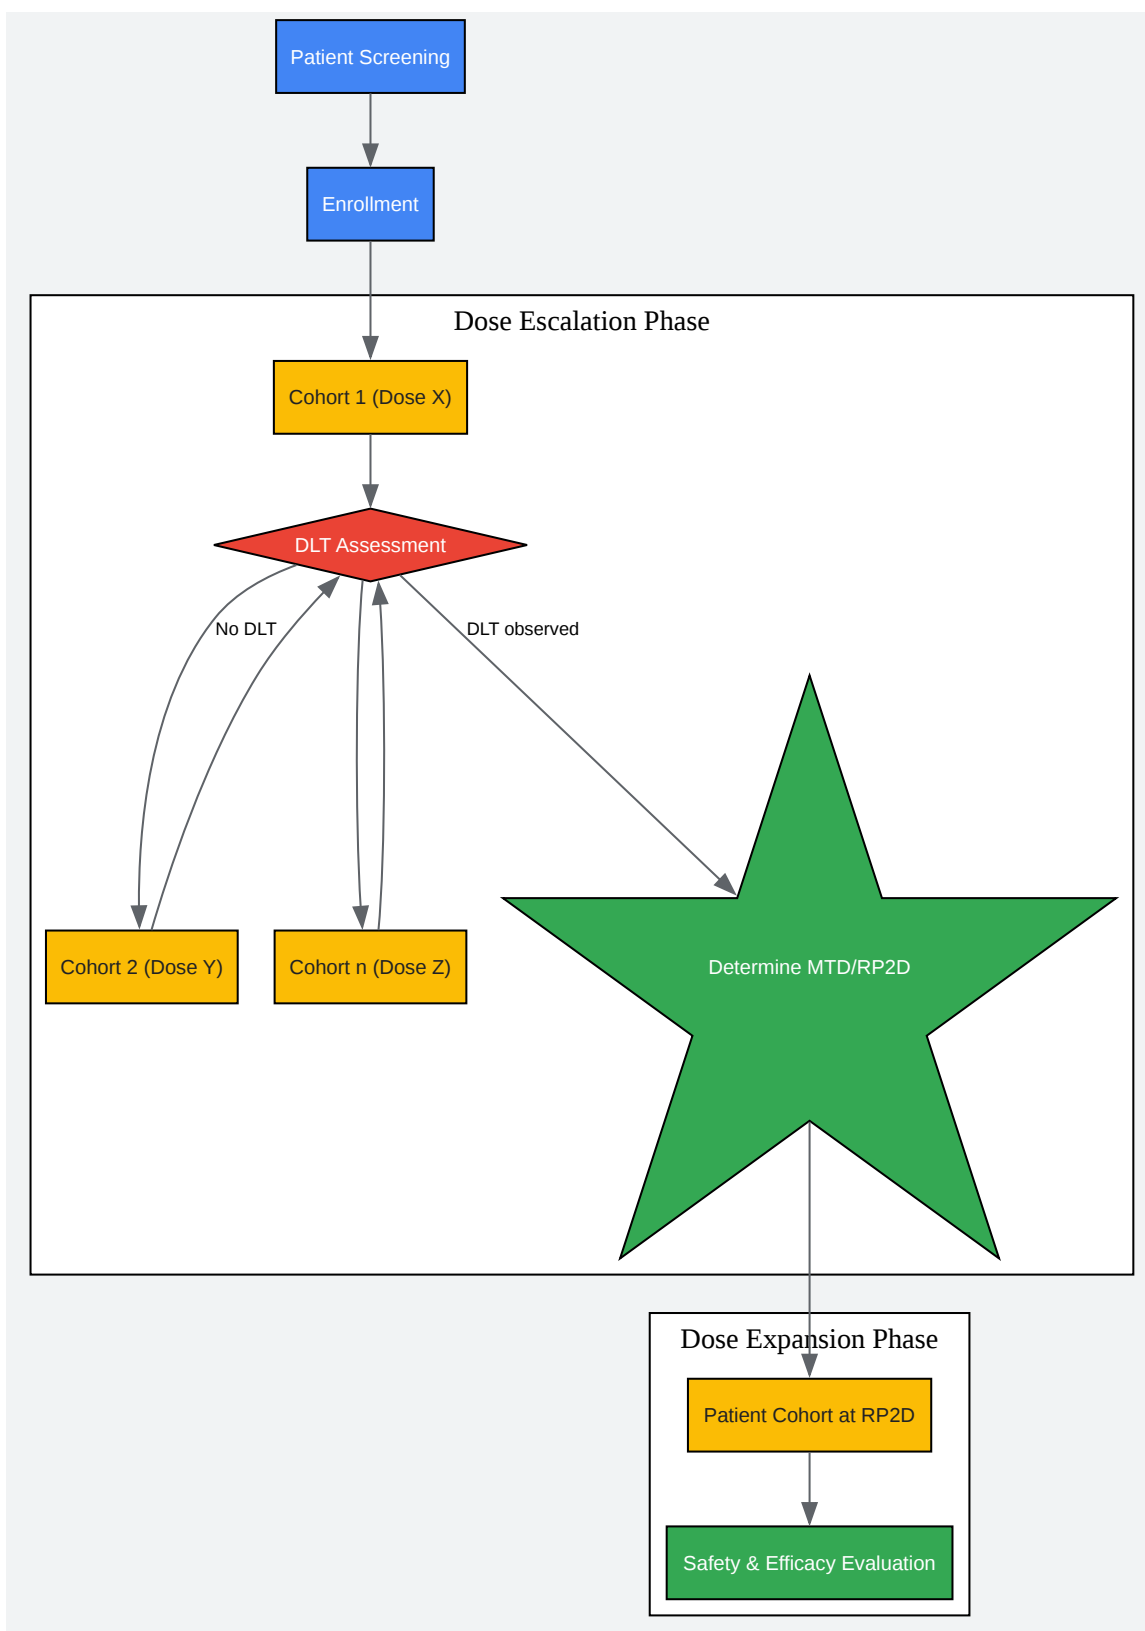 Patient Screening
Enrollment
Dose Escalation Phase
Cohort 1 (Dose X)
DLT Assessment
No DLT
DLT observed
Cohort 2 (Dose Y)
Cohort n (Dose Z)
Determine MTD/RP2D
Dose Expansion Phase
Patient Cohort at RP2D
Safety & Efficacy Evaluation